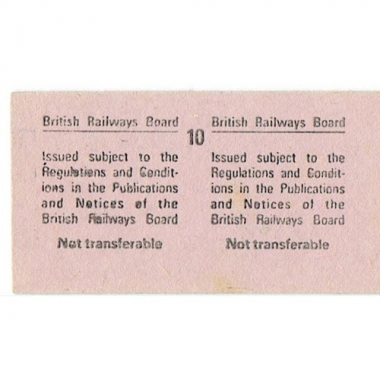 British Railways Board
Issued subject to the
Regulations and Condit-
ions in the Publications
and Notices of the
British Railways Board
Not transferable
10
British Railways Board
Issued subject to the
Regulations and Condit-
ions in the Publications
and Notices of the
British Railways Board
Not transferable